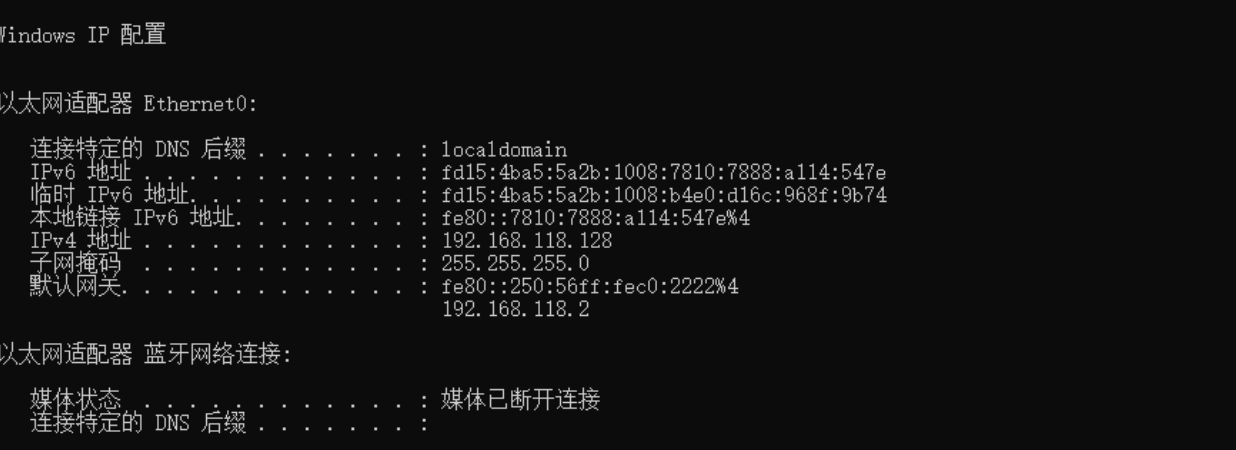 Windows IP 配置
以太网适配器 Ethernet0:
连接特定的 DNS 后缀 . . . . . . . : localdomain
IPv6 地址 . . . . . . . . . . . . : fd15:4ba5:5a2b:1008:7810:7888:a114:547e
临时 IPv6 地址. . . . . . . . . . : fd15:4ba5:5a2b:1008:b4e0:d16c:968f:9b74
本地链接 IPv6 地址. . . . . . . . : fe80::7810:7888:a114:547e%4
IPv4 地址 . . . . . . . . . . . . : 192.168.118.128
子网掩码  . . . . . . . . . . . . : 255.255.255.0
默认网关. . . . . . . . . . . . . : fe80::250:56ff:fec0:2222%4
192.168.118.2
以太网适配器 蓝牙网络连接:
媒体状态  . . . . . . . . . . . . : 媒体已断开连接
连接特定的 DNS 后缀 . . . . . . . :